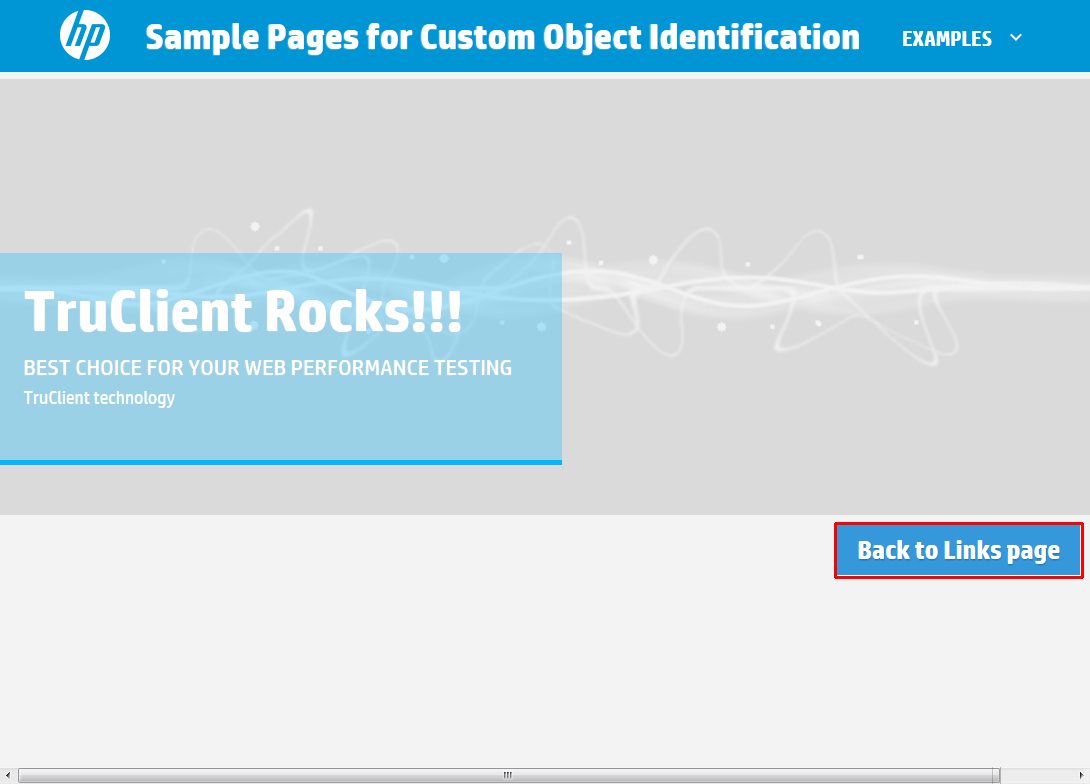 hp
Sample Pages for Custom Object Identification
EXAMPLES
TruClient Rocks!!!
BEST CHOICE FOR YOUR WEB PERFORMANCE TESTING
TruClient technology
Back to Links page